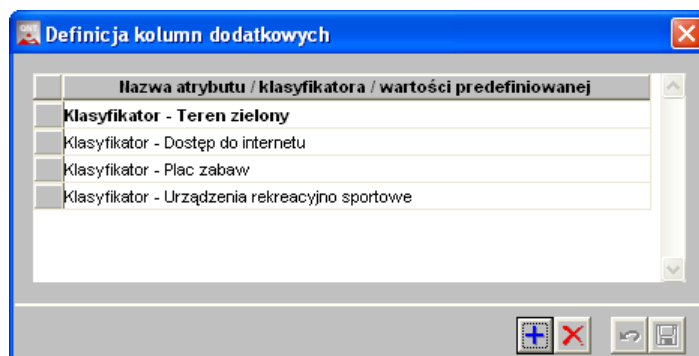 QNT
Definicja kolumn dodatkowych
Nazwa atrybutu / klasyfikatora / wartości predefiniowanej
Klasyfikator - Teren zielony
Klasyfikator - Dostęp do internetu
Klasyfikator - Plac zabaw
Klasyfikator - Urządzenia rekreacyjno sportowe